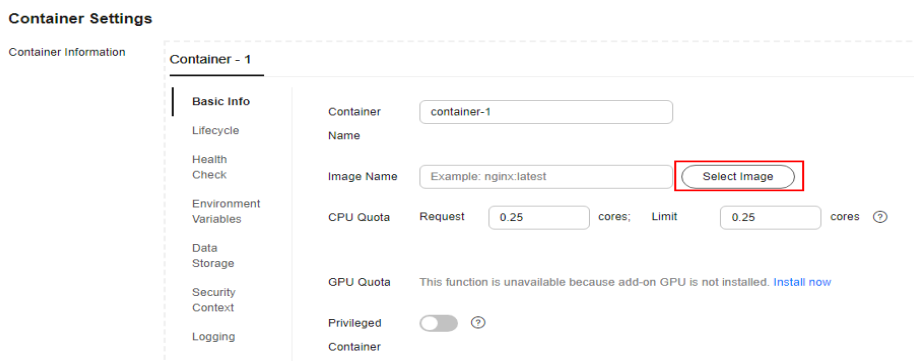 Container Settings
Container Information
Container - 1
Basic Info
Lifecycle
Health
Check
Environment
Variables
Data
Storage
Security
Context
Logging
Container
Name
container-1
Image Name
Example: nginx:latest
Select Image
CPU Quota
Request
0.25
cores;
Limit
0.25
cores
?
GPU Quota
This function is unavailable because add-on GPU is not installed. Install now
Privileged
Container
?